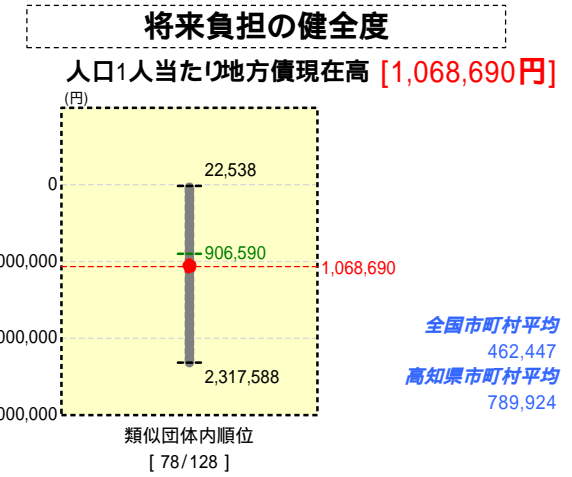 将来負担の健全度
人口1人当たり地方債現在高 [1,068,690円]
(円)
22,538
0
906,590
000,000
1,068,690
全国市町村平均
462,447
000,000
高知県市町村平均
2,317,588
789,924
000,000
類似団体内順位
[ 78/128 ]